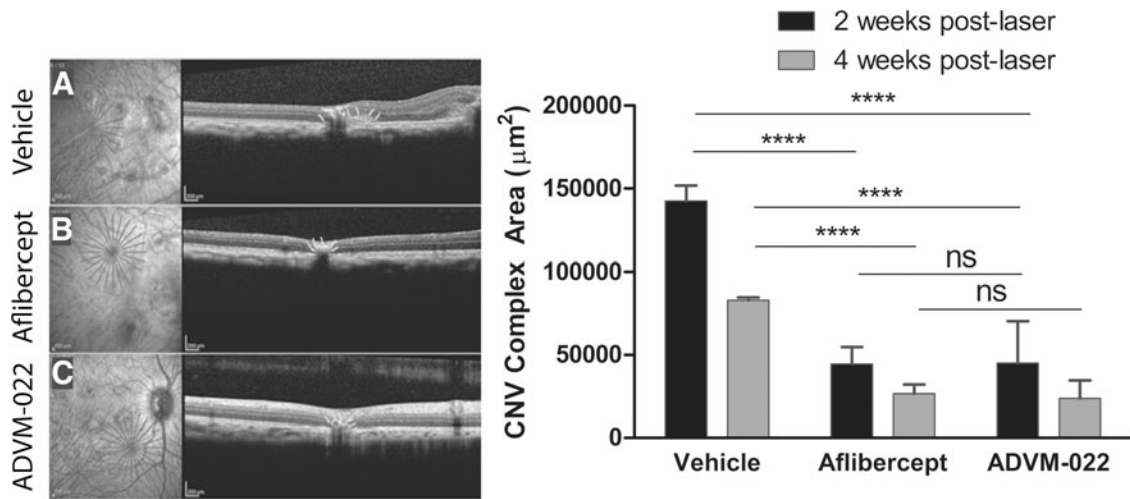 A
Vehicle
B
Aflibercept
C
ADVM-022
2 weeks post-laser
4 weeks post-laser
CNV Complex Area (μm²)
200000
150000
100000
50000
0
****
****
****
****
ns
ns
Vehicle
Aflibercept
ADVM-022